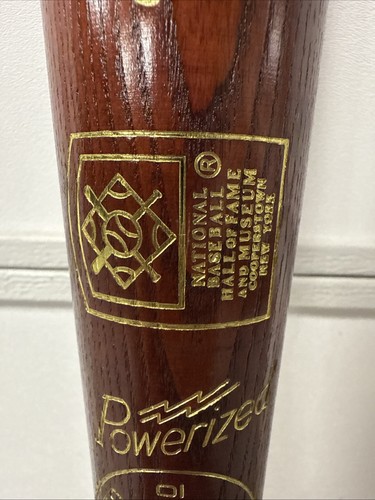 ®
NATIONAL
BASEBALL
HALL OF FAME
AND MUSEUM
COOPERSTOWN
NEW YORK
Powerized